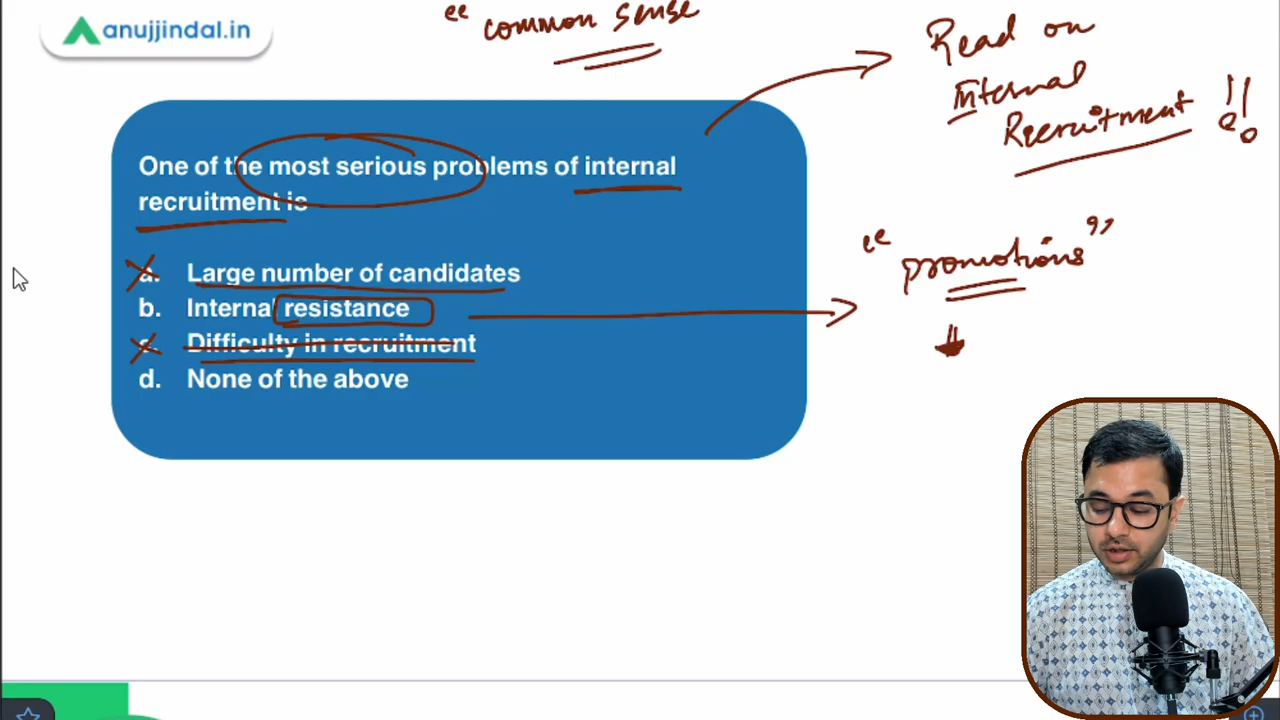 anujjindal.in
"common sense
Read on
Internal
Recruitment !!
One of the most serious problems of internal
recruitment is
a. Large number of candidates
b. Internal resistance
c. Difficulty in recruitment
d. None of the above
"promotions"